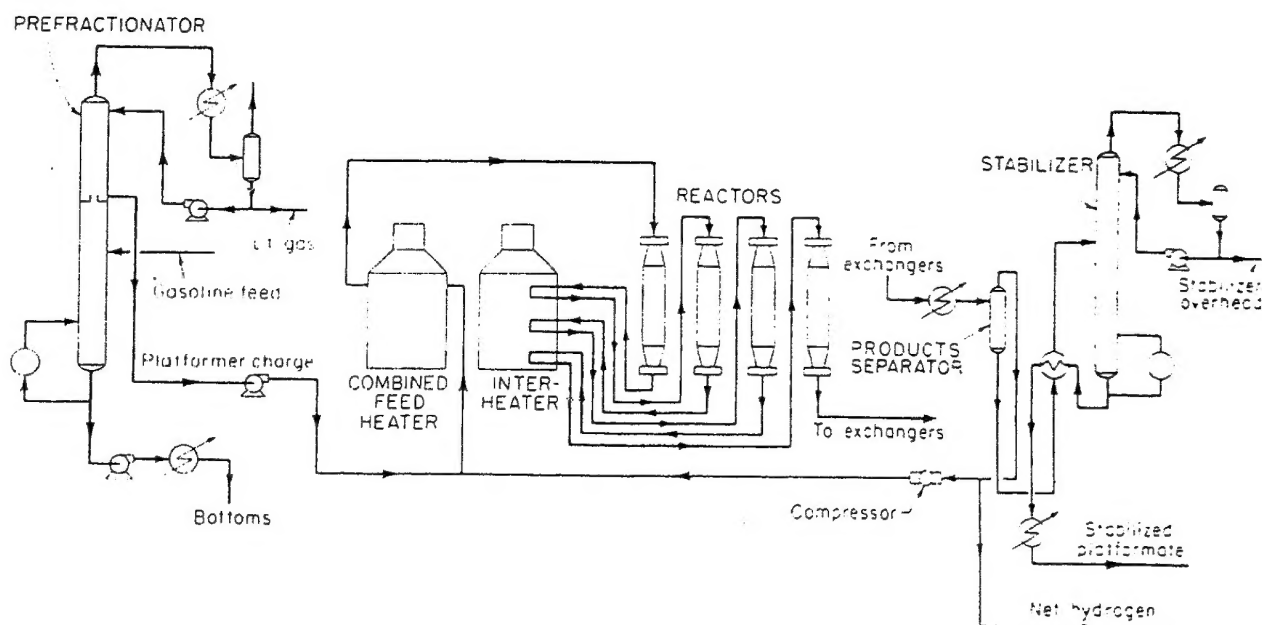 PREFRACTIONATOR
gas
Gasoline feed
Platformer charge
Bottoms
COMBINED
FEED
HEATER
INTER-
HEATER
REACTORS
From
exchangers
To exchangers
PRODUCTS
SEPARATOR
Compressor
STABILIZER
Stabilizer
overhead
Stabilized
platformate
Net hydrogen